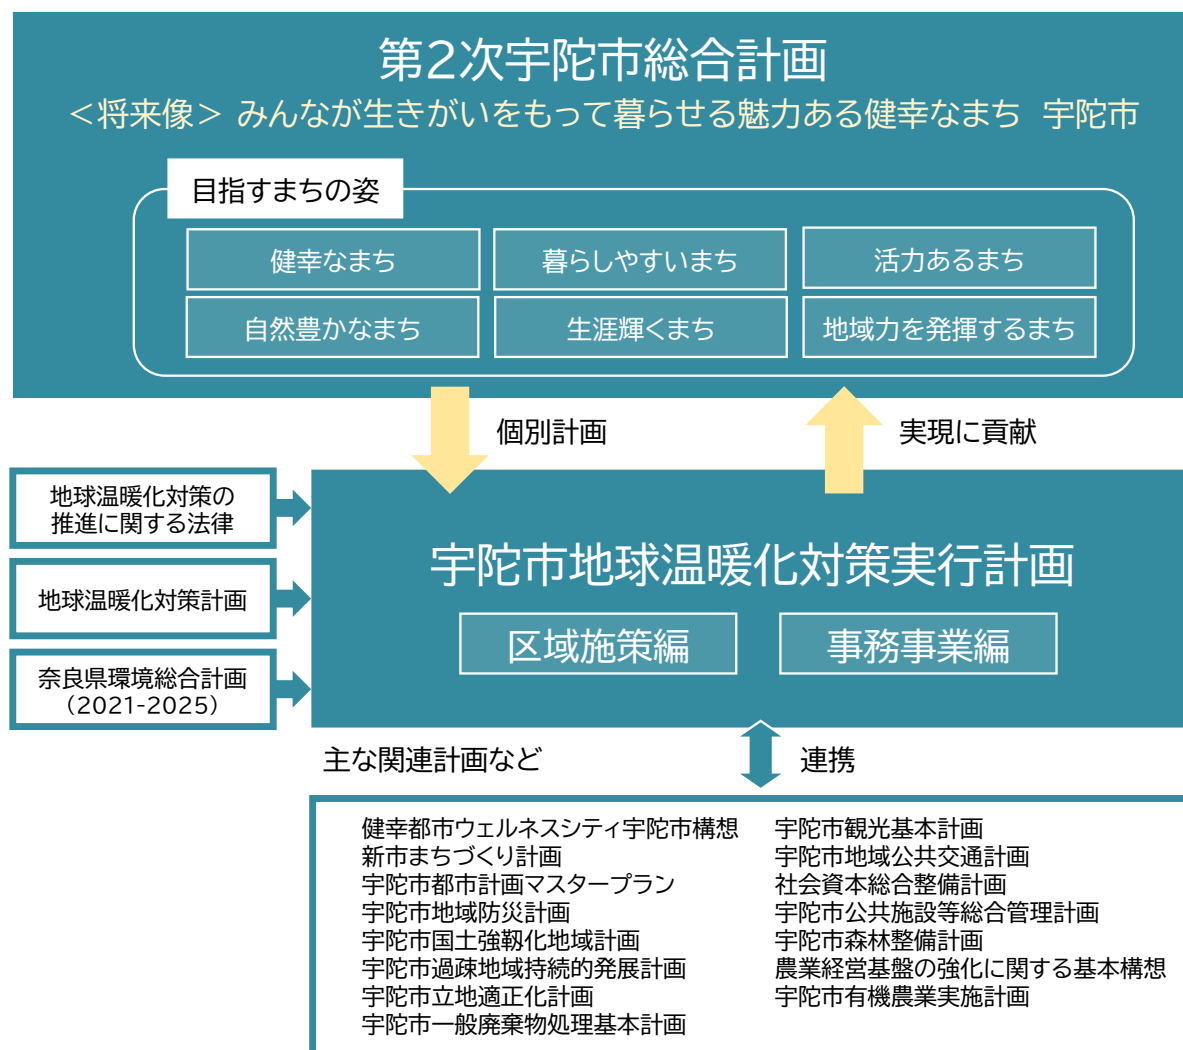 第2次宇陀市総合計画
＜将来像＞ みんなが生きがいをもって暮らせる魅力ある健幸なまち　宇陀市
目指すまちの姿
健幸なまち
暮らしやすいまち
活力あるまち
自然豊かなまち
生涯輝くまち
地域力を発揮するまち
個別計画
実現に貢献
地球温暖化対策の
推進に関する法律
地球温暖化対策計画
奈良県環境総合計画
（2021-2025）
宇陀市地球温暖化対策実行計画
区域施策編
事務事業編
主な関連計画など
連携
健幸都市ウェルネスシティ宇陀市構想
新市まちづくり計画
宇陀市都市計画マスタープラン
宇陀市地域防災計画
宇陀市国土強靱化地域計画
宇陀市過疎地域持続的発展計画
宇陀市立地適正化計画
宇陀市一般廃棄物処理基本計画
宇陀市観光基本計画
宇陀市地域公共交通計画
社会資本総合整備計画
宇陀市公共施設等総合管理計画
宇陀市森林整備計画
農業経営基盤の強化に関する基本構想
宇陀市有機農業実施計画